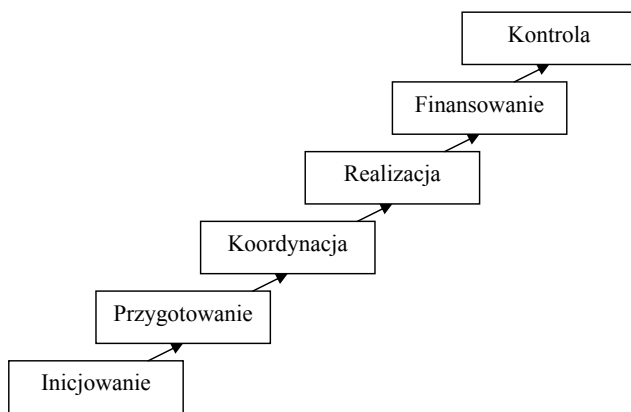 Kontrola
Finansowanie
Realizacja
Koordynacja
Przygotowanie
Inicjowanie